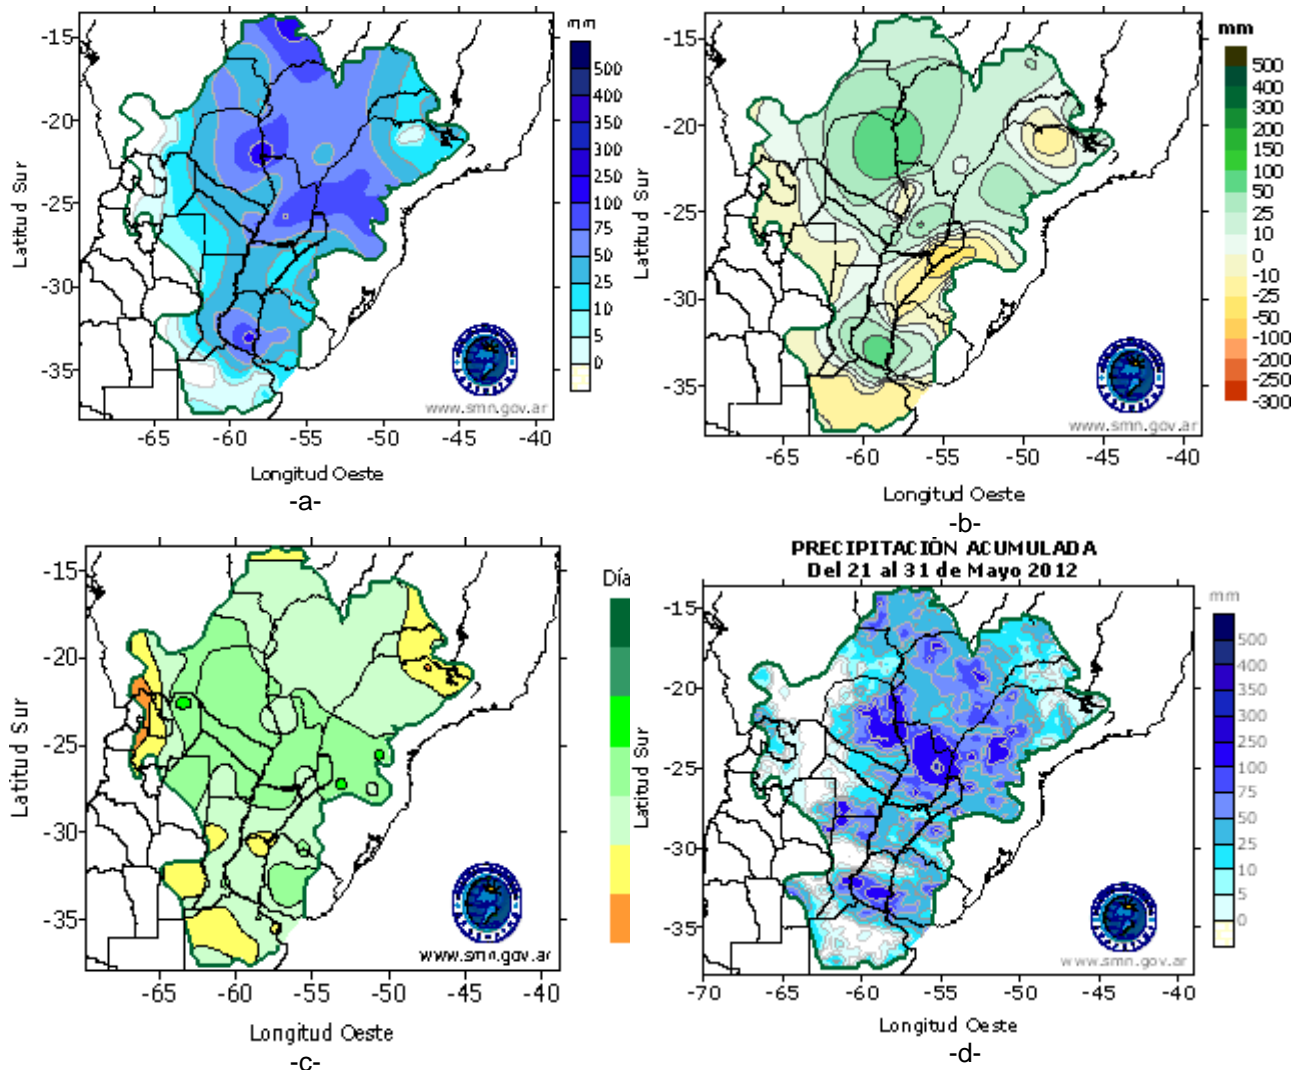 mm
-15
-20
-25
-30
-35
500
400
350
300
250
100
75
50
25
10
5
0
Latitud Sur
www.smn.gov.ar
-65 -60 -55 -50 -45 -40
Longitud Oeste
-a-
mm
-15
-20
-25
-30
-35
500
400
300
200
150
100
50
25
10
0
-10
-25
-50
-100
-200
-250
-300
Latitud Sur
www.smn.gov.ar
-65 -60 -55 -50 -45 -40
Longitud Oeste
-b-
Día
-15
-20
-25
-30
-35
Latitud Sur
www.smn.gov.ar
-65 -60 -55 -50 -45 -40
Longitud Oeste
-c-
PRECIPITACIÓN ACUMULADA
Del 21 al 31 de Mayo 2012
mm
-15
-20
-25
-30
-35
500
400
350
300
250
100
75
50
25
10
5
0
Latitud Sur
www.smn.gov.ar
-70 -65 -60 -55 -50 -45 -40
Longitud Oeste
-d-